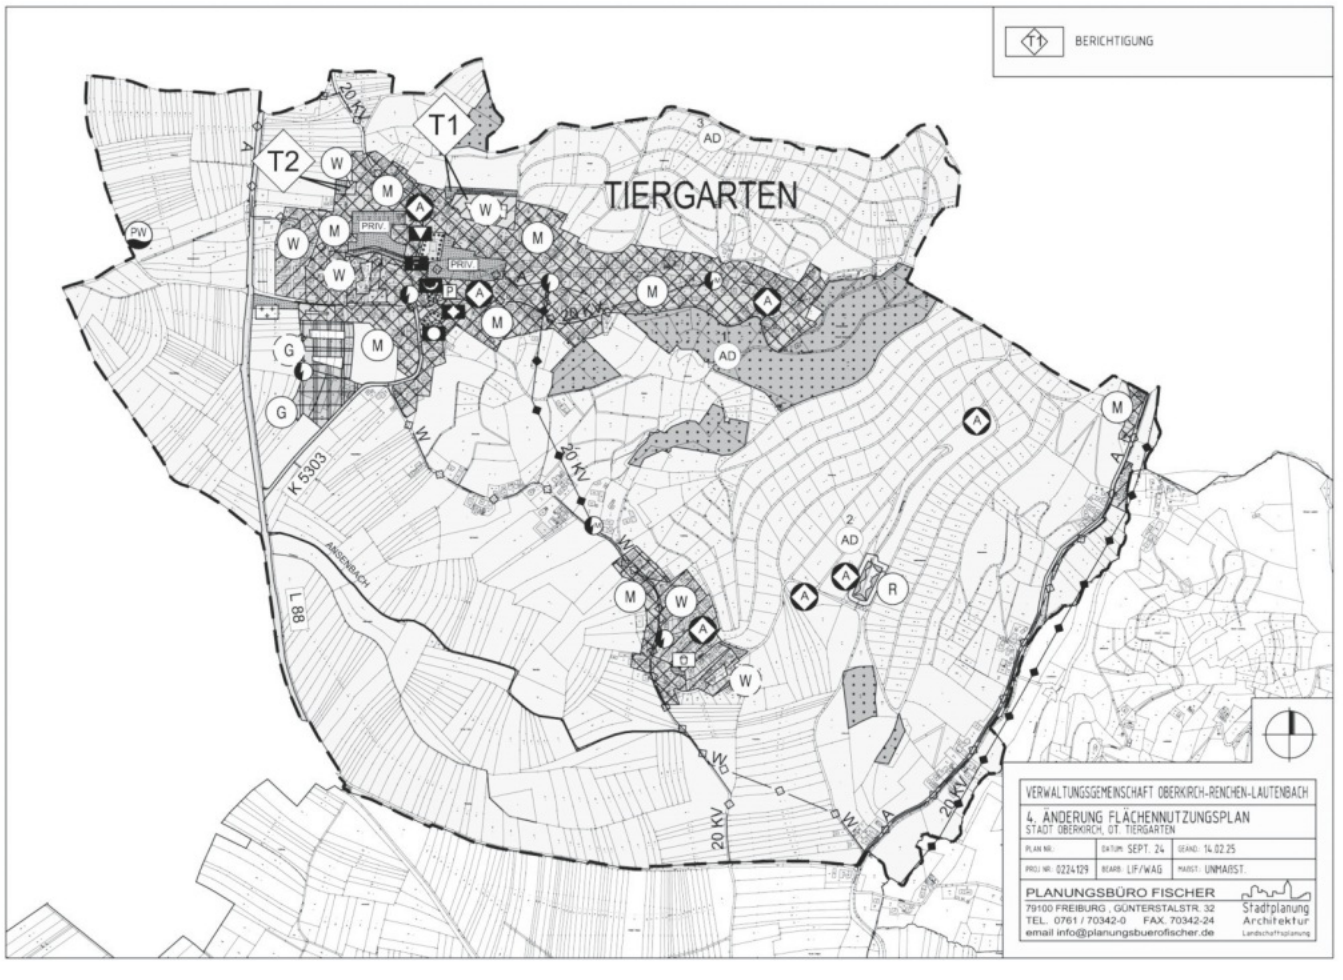 T1 BERICHTIGUNG
20 KV
3
AD
T1
A
T2
W
M
TIERGARTEN
A
W
M
PRIV.
PW
W
M
PRIV.
W
F
A
P
A
M
A
M
20 KV
M
1
AD
G
M
G
M
A
W
20 KV
A
K 5303
2
AD
ANSENBACH
W
A
A
R
L 88
M
W
A
W
W
20 KV
W
A
20 KV
VERWALTUNGSGEMEINSCHAFT OBERKIRCH-RENCHEN-LAUTENBACH
4. ÄNDERUNG FLÄCHENNUTZUNGSPLAN
STADT OBERKIRCH, OT. TIERGARTEN
PLAN NR.: DATUM: SEPT. 24 GEÄND.: 14.02.25
PROJ NR. 0224129 BEARB. LIF/WAG MAßST.: UNMAßST.
PLANUNGSBÜRO FISCHER
79100 FREIBURG , GÜNTERSTALSTR. 32
TEL. 0761 / 70342-0 FAX. 70342-24
email info@planungsbuerofischer.de
Stadtplanung
Architektur
Landschaftsplanung